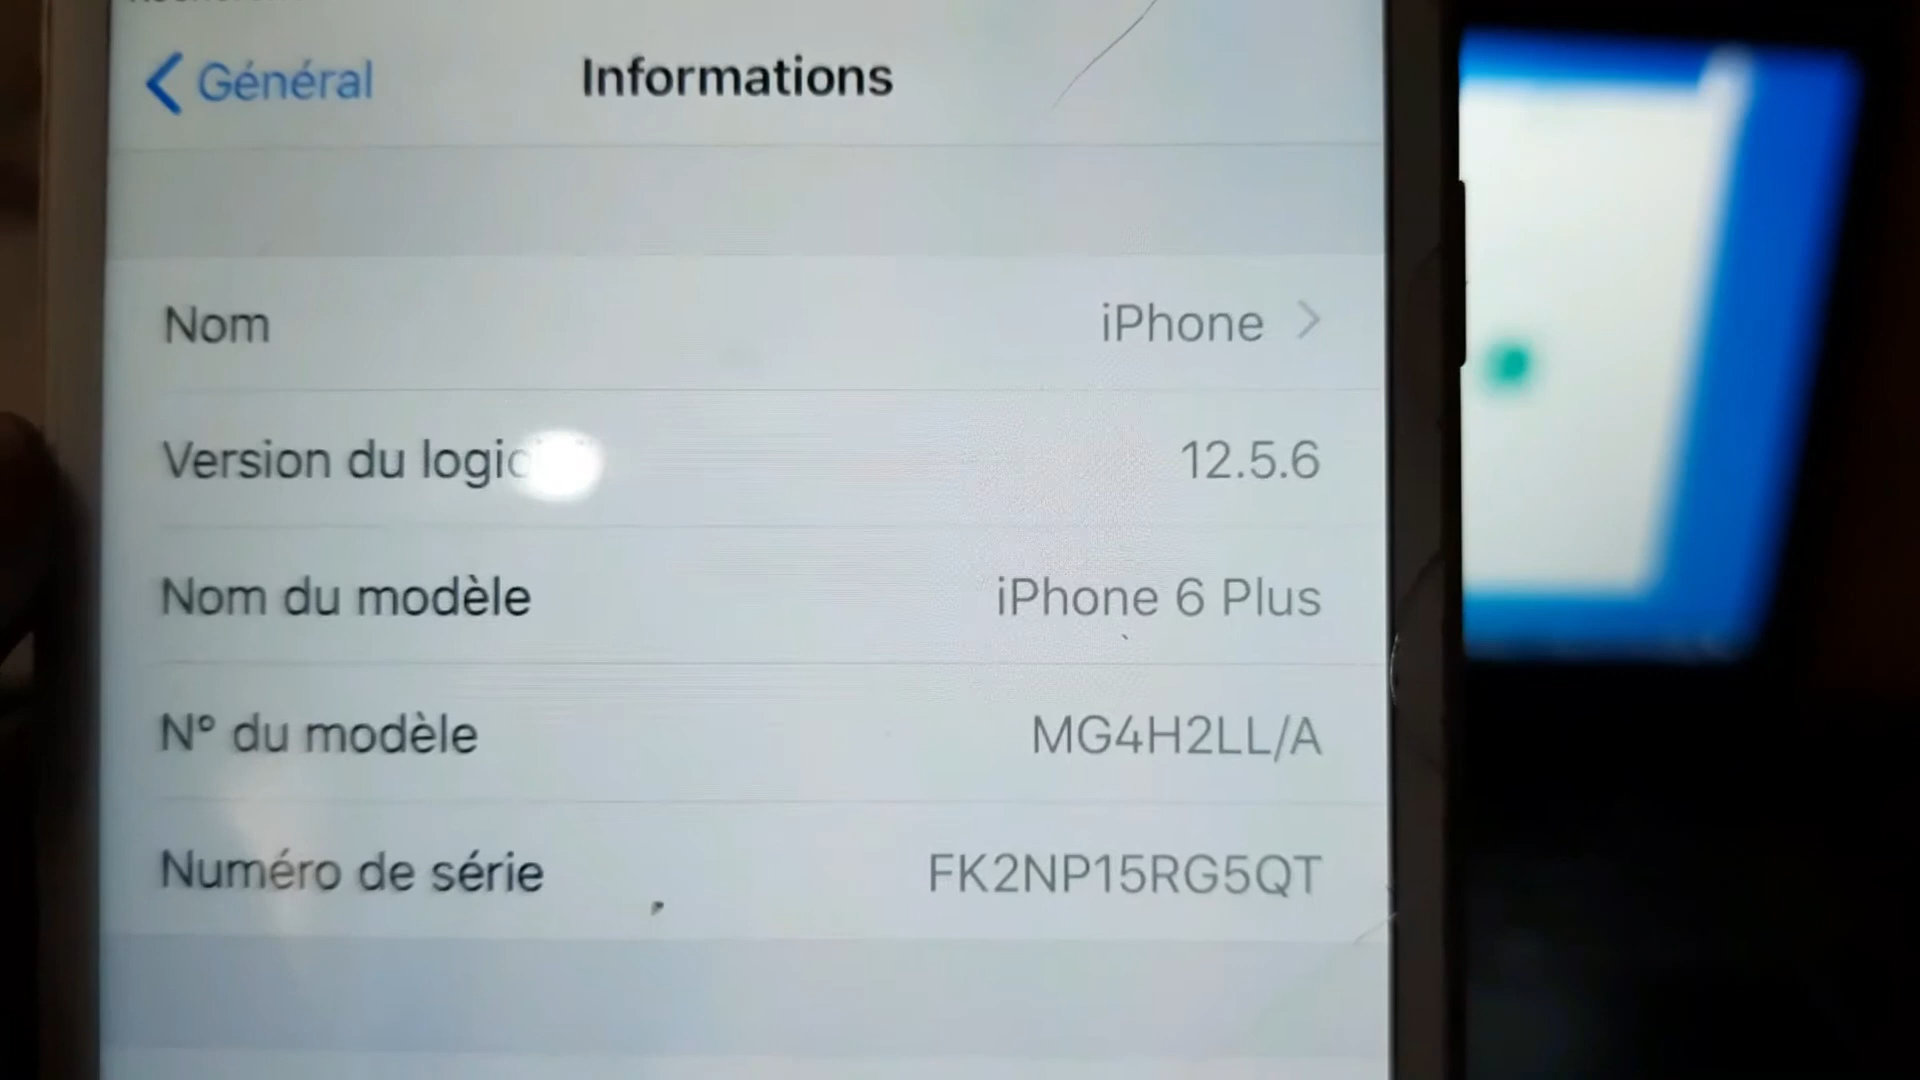 Général
Informations
Nom iPhone
Version du logic 12.5.6
Nom du modèle iPhone 6 Plus
N° du modèle MG4H2LL/A
Numéro de série FK2NP15RG5QT